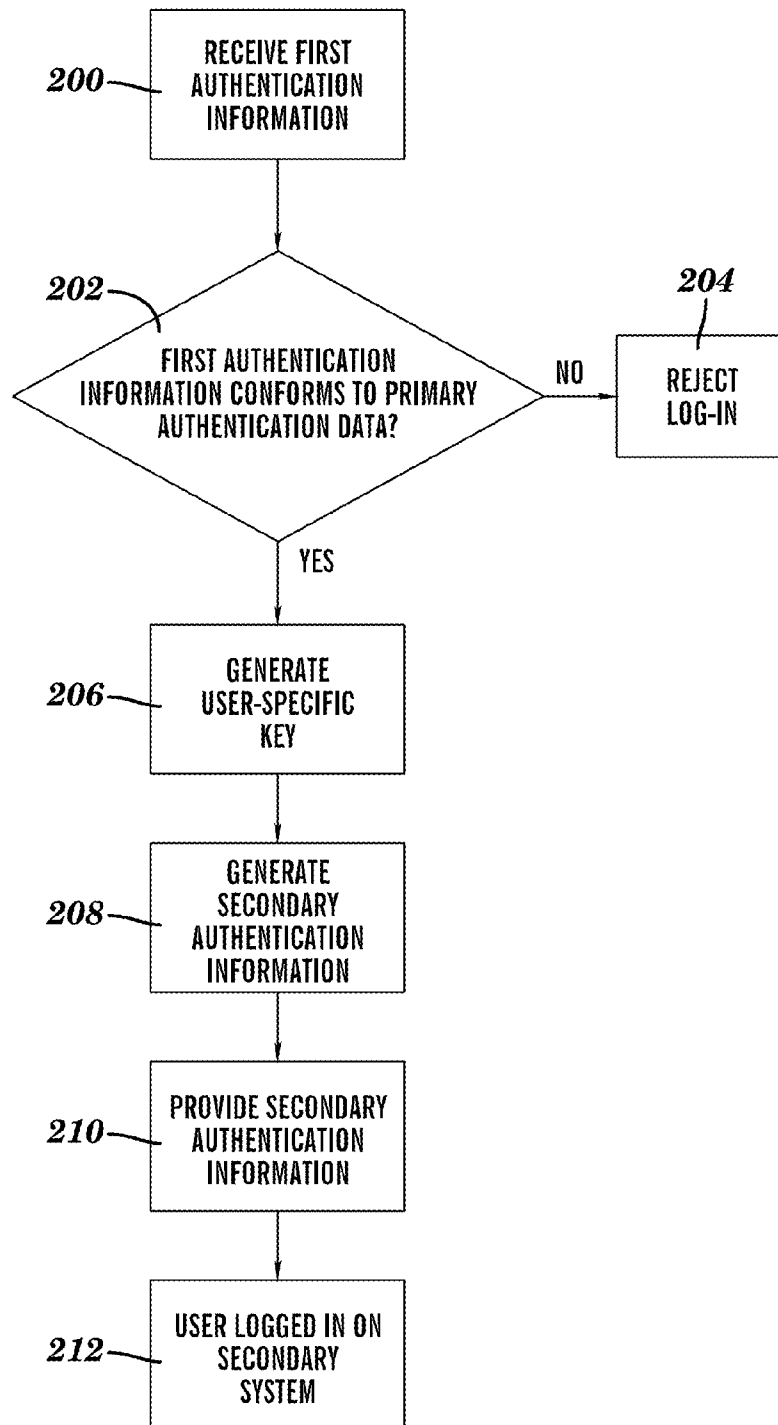 200
RECEIVE FIRST
AUTHENTICATION
INFORMATION
202
FIRST AUTHENTICATION
INFORMATION CONFORMS TO PRIMARY
AUTHENTICATION DATA?
NO
204
REJECT
LOG-IN
YES
206
GENERATE
USER-SPECIFIC
KEY
208
GENERATE
SECONDARY
AUTHENTICATION
INFORMATION
210
PROVIDE SECONDARY
AUTHENTICATION
INFORMATION
212
USER LOGGED IN ON
SECONDARY
SYSTEM